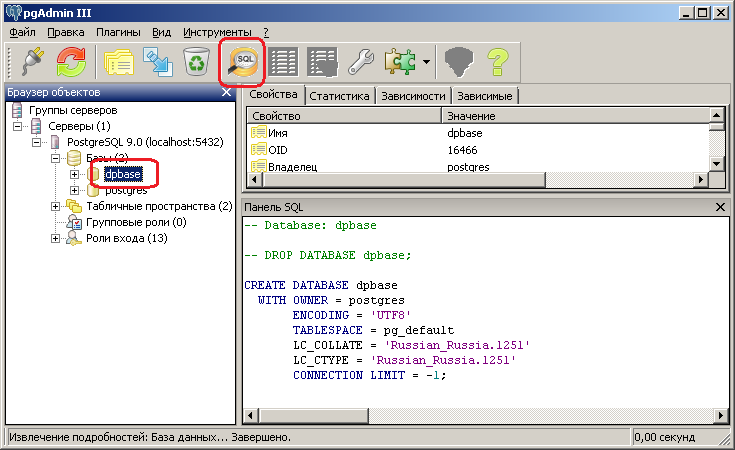 pgAdmin III
Файл Правка Плагины Вид Инструменты ?
SQL
Браузер объектов
Группы серверов
Серверы (1)
PostgreSQL 9.0 (localhost:5432)
Базы (2)
dpbase
postgres
Табличные пространства (2)
Групповые роли (0)
Роли входа (13)
Свойства Статистика Зависимости Зависимые
Свойство Значение
Имя dpbase
OID 16466
Владелец postgres
Панель SQL
-- Database: dpbase
-- DROP DATABASE dpbase;
CREATE DATABASE dpbase
WITH OWNER = postgres
ENCODING = 'UTF8'
TABLESPACE = pg_default
LC_COLLATE = 'Russian_Russia.1251'
LC_CTYPE = 'Russian_Russia.1251'
CONNECTION LIMIT = -1;
Извлечение подробностей: База данных... Завершено. 0,00 секунд